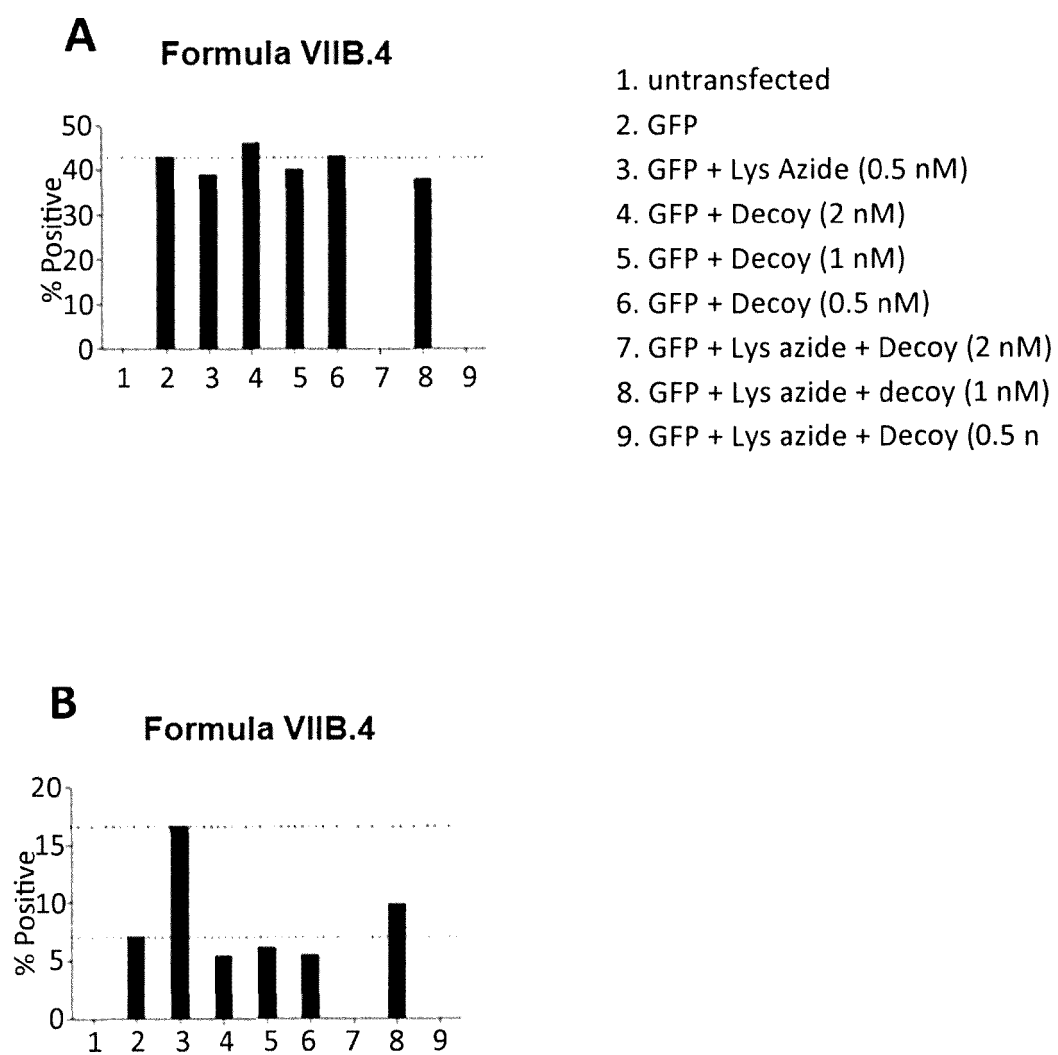 A
Formula VIIB.4
1. untransfected
2. GFP
3. GFP + Lys Azide (0.5 nM)
4. GFP + Decoy (2 nM)
5. GFP + Decoy (1 nM)
6. GFP + Decoy (0.5 nM)
7. GFP + Lys azide + Decoy (2 nM)
8. GFP + Lys azide + decoy (1 nM)
9. GFP + Lys azide + Decoy (0.5 n
% Positive
50
40
30
20
10
0
1 2 3 4 5 6 7 8 9
B
Formula VIIB.4
% Positive
20
15
10
5
0
1 2 3 4 5 6 7 8 9